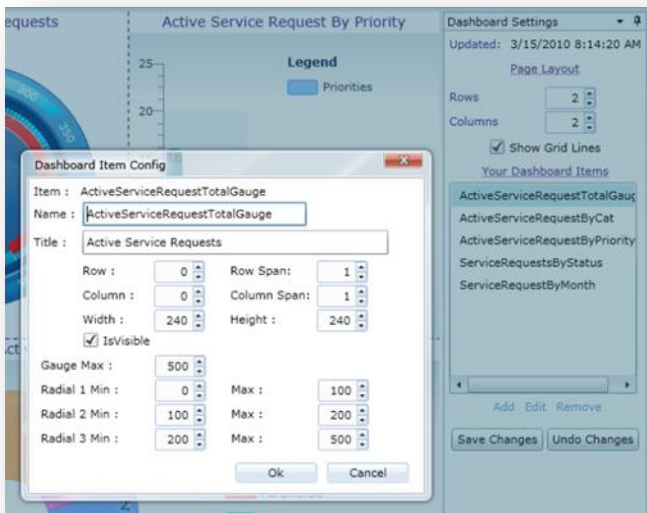 equests
Active Service Request By Priority
25
20
Legend
Priorities
300
350
Dashboard Settings
Updated: 3/15/2010 8:14:20 AM
Page Layout
Rows 2
Columns 2
Show Grid Lines
Your Dashboard Items
ActiveServiceRequestTotalGaug
ActiveServiceRequestByCat
ActiveServiceRequestByPriority
ServiceRequestsByStatus
ServiceRequestByMonth
Add Edit Remove
Save Changes Undo Changes
Dashboard Item Config
Item : ActiveServiceRequestTotalGauge
Name : ActiveServiceRequestTotalGauge
Title : Active Service Requests
Row : 0 Row Span: 1
Column : 0 Column Span: 1
Width : 240 Height : 240
IsVisible
Gauge Max : 500
Radial 1 Min : 0 Max : 100
Radial 2 Min : 100 Max : 200
Radial 3 Min : 200 Max : 500
Ok Cancel